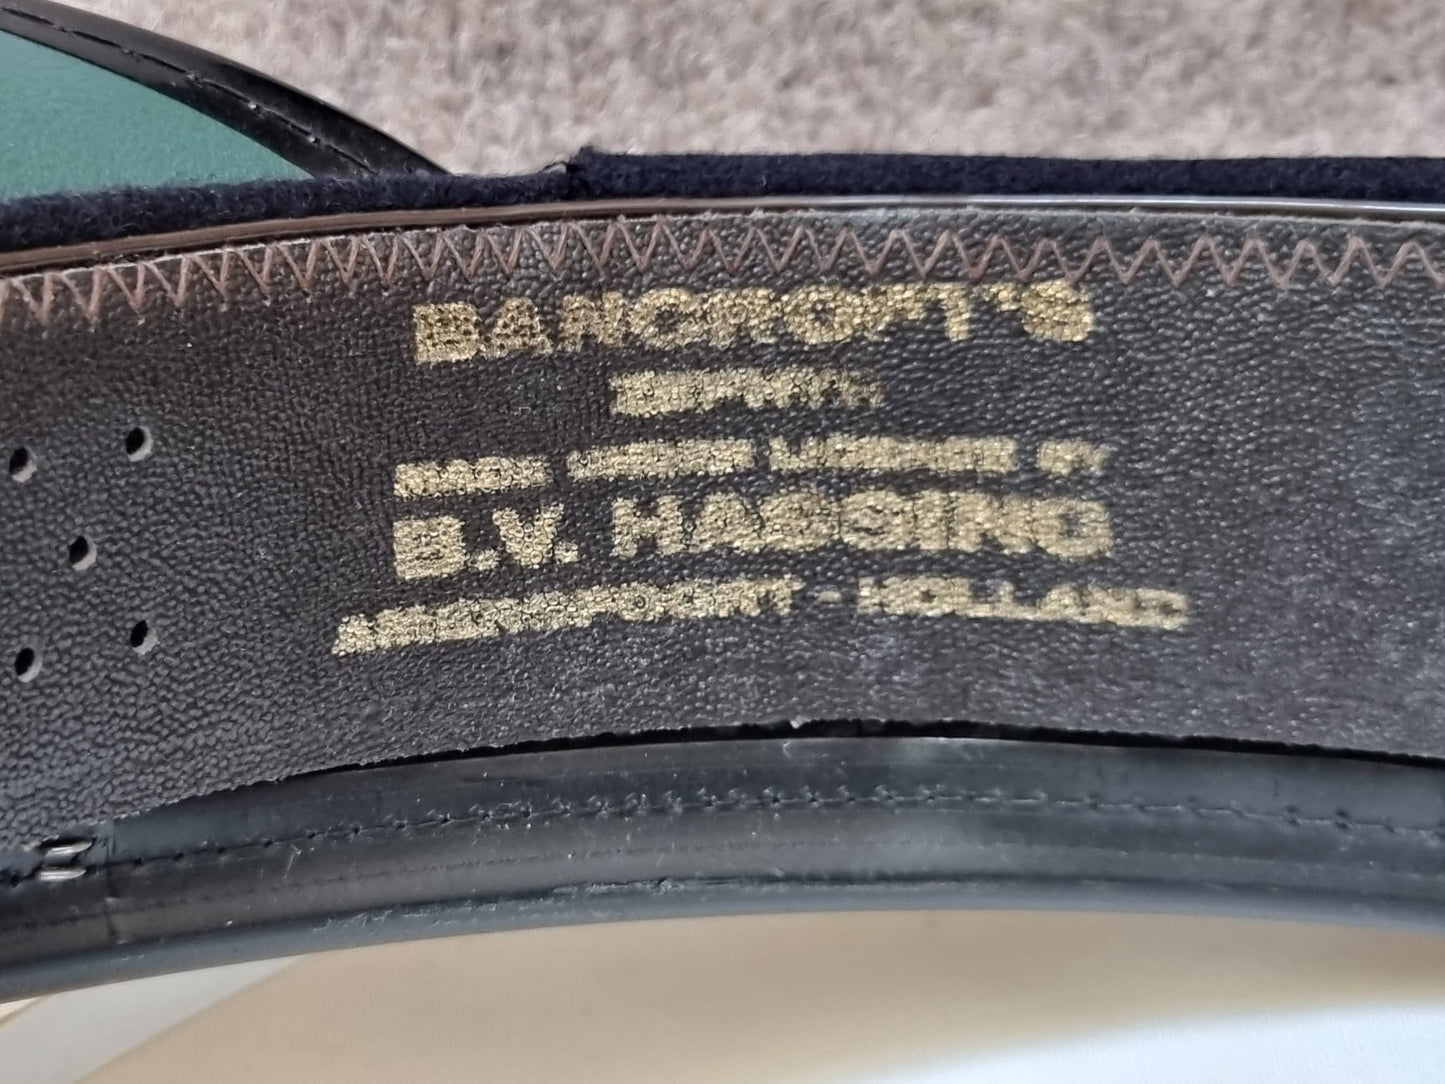 BANCROFT'S
MADE UNDER LICENCE BY
B.V. HASSING
AMERSFOORT - HOLLAND